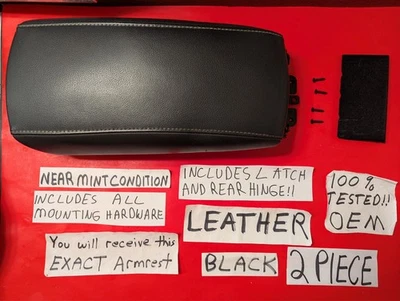 NEAR MINT CONDITION
INCLUDES ALL
MOUNTING HARDWARE
You will receive this
EXACT Armrest
INCLUDES LATCH
AND REAR HINGE!!
LEATHER
BLACK
2 PIECE
100%
TESTED!!
OEM